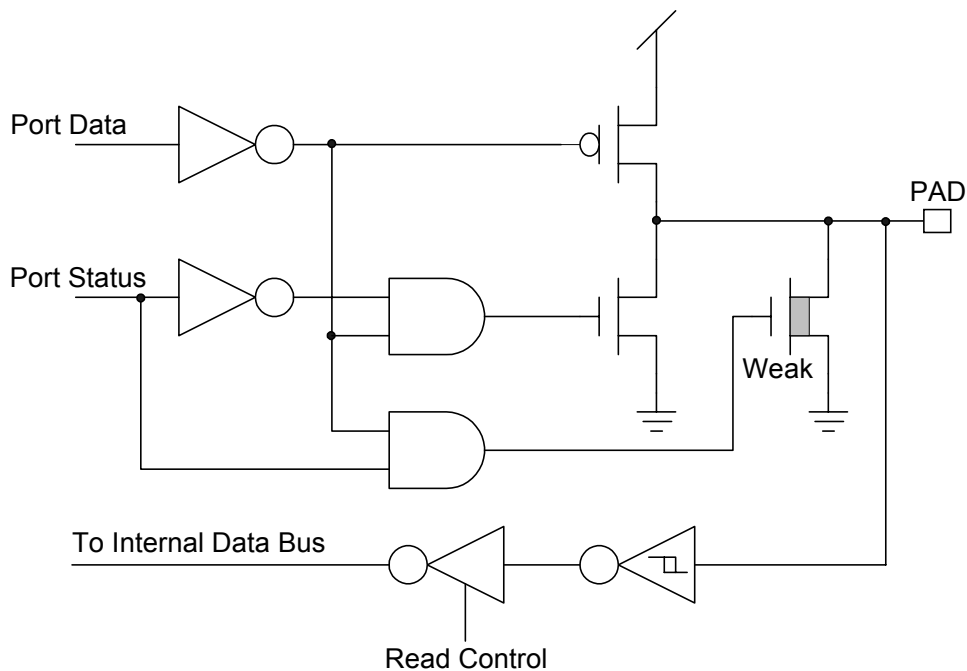 Port Data
PAD
Port Status
Weak
To Internal Data Bus
Read Control